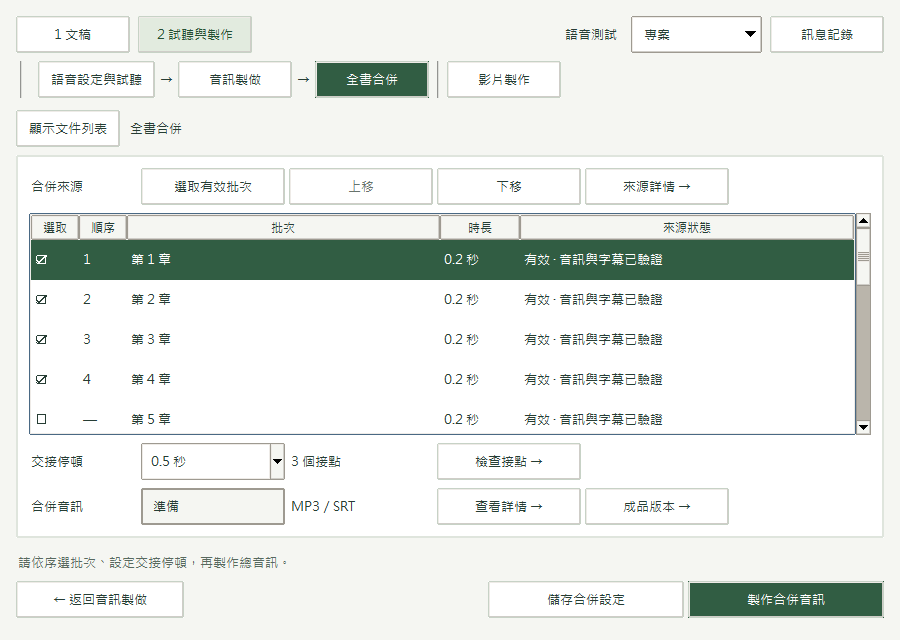 1 文稿 2 試聽與製作 語音測試 專案 訊息記錄
語音設定與試聽 → 音訊製做 → 全書合併 影片製作
顯示文件列表 全書合併
合併來源 選取有效批次 上移 下移 來源詳情 →
選取 順序 批次 時長 來源狀態
1 第 1 章 0.2 秒 有效 · 音訊與字幕已驗證
2 第 2 章 0.2 秒 有效 · 音訊與字幕已驗證
3 第 3 章 0.2 秒 有效 · 音訊與字幕已驗證
4 第 4 章 0.2 秒 有效 · 音訊與字幕已驗證
— 第 5 章 0.2 秒 有效 · 音訊與字幕已驗證
交接停頓 0.5 秒 3 個接點 檢查接點 →
合併音訊 準備 MP3 / SRT 查看詳情 → 成品版本 →
請依序選批次、設定交接停頓，再製作總音訊。
← 返回音訊製做 儲存合併設定 製作合併音訊